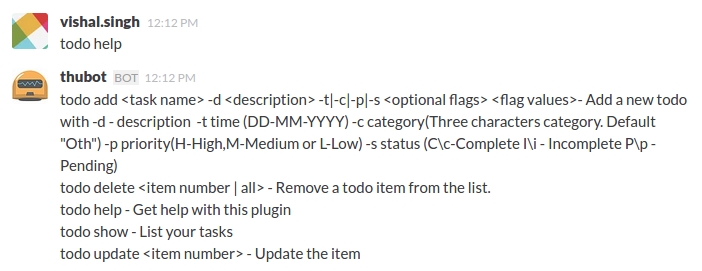 vishal.singh 12:12 PM
todo help
thubot BOT 12:12 PM
todo add <task name> -d <description> -t|-c|-p|-s <optional flags> <flag values>- Add a new todo
with -d - description -t time (DD-MM-YYYY) -c category(Three characters category. Default
"Oth") -p priority(H-High,M-Medium or L-Low) -s status (C\c-Complete I\i - Incomplete P\p -
Pending)
todo delete <item number | all> - Remove a todo item from the list.
todo help - Get help with this plugin
todo show - List your tasks
todo update <item number> - Update the item